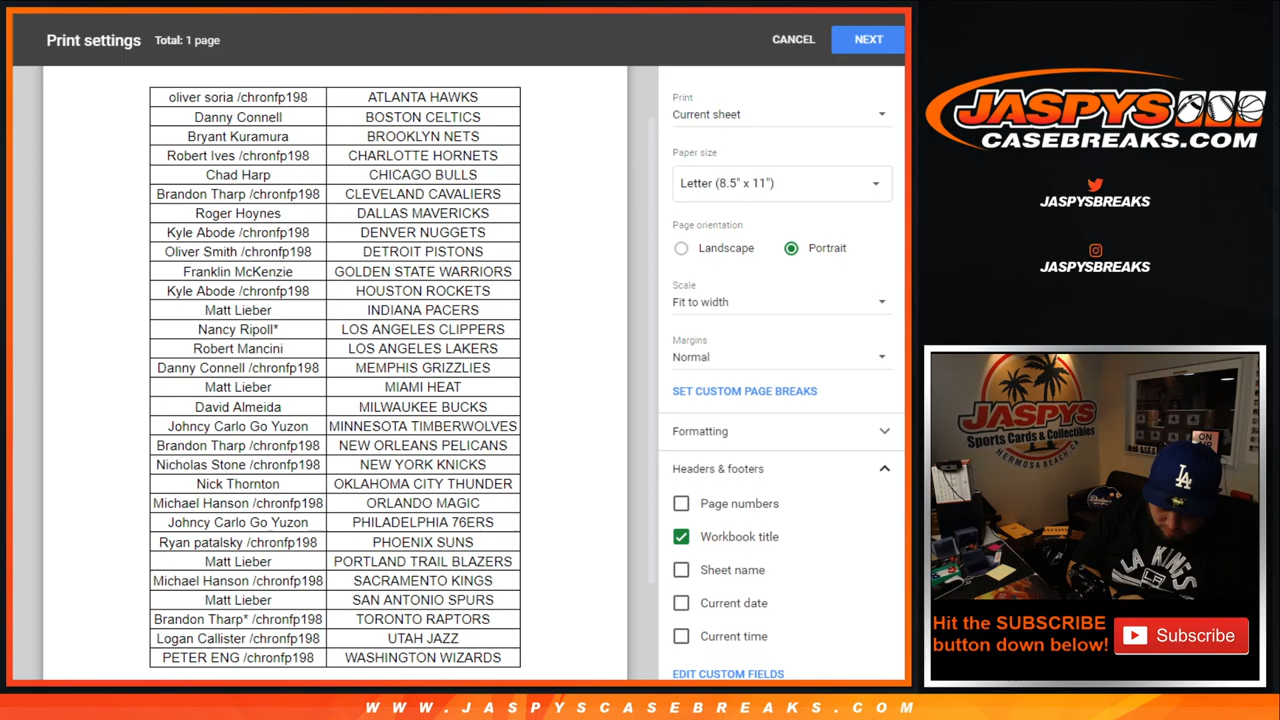 Print settings Total: 1 page CANCEL NEXT
oliver soria /chronfp198 ATLANTA HAWKS
Danny Connell BOSTON CELTICS
Bryant Kuramura BROOKLYN NETS
Robert Ives /chronfp198 CHARLOTTE HORNETS
Chad Harp CHICAGO BULLS
Brandon Tharp /chronfp198 CLEVELAND CAVALIERS
Roger Hoynes DALLAS MAVERICKS
Kyle Abode /chronfp198 DENVER NUGGETS
Oliver Smith /chronfp198 DETROIT PISTONS
Franklin McKenzie GOLDEN STATE WARRIORS
Kyle Abode /chronfp198 HOUSTON ROCKETS
Matt Lieber INDIANA PACERS
Nancy Ripoll* LOS ANGELES CLIPPERS
Robert Mancini LOS ANGELES LAKERS
Danny Connell /chronfp198 MEMPHIS GRIZZLIES
Matt Lieber MIAMI HEAT
David Almeida MILWAUKEE BUCKS
Johncy Carlo Go Yuzon MINNESOTA TIMBERWOLVES
Brandon Tharp /chronfp198 NEW ORLEANS PELICANS
Nicholas Stone /chronfp198 NEW YORK KNICKS
Nick Thornton OKLAHOMA CITY THUNDER
Michael Hanson /chronfp198 ORLANDO MAGIC
Johncy Carlo Go Yuzon PHILADELPHIA 76ERS
Ryan patalsky /chronfp198 PHOENIX SUNS
Matt Lieber PORTLAND TRAIL BLAZERS
Michael Hanson /chronfp198 SACRAMENTO KINGS
Matt Lieber SAN ANTONIO SPURS
Brandon Tharp* /chronfp198 TORONTO RAPTORS
Logan Callister /chronfp198 UTAH JAZZ
PETER ENG /chronfp198 WASHINGTON WIZARDS
Print
Current sheet
Paper size
Letter (8.5" x 11")
Page orientation
Landscape Portrait
Scale
Fit to width
Margins
Normal
SET CUSTOM PAGE BREAKS
Formatting
Headers & footers
Page numbers
Workbook title
Sheet name
Current date
Current time
EDIT CUSTOM FIELDS
JASPYS
CASEBREAKS.COM
JASPYSBREAKS
JASPYSBREAKS
JASPYS
Sports Cards & Collectibles
HERMOSA BEACH, CA
ON
AIR
Dodgers
LA
LA KINGS
Hit the SUBSCRIBE
button down below!
Subscribe
WWW.JASPYSCASEBREAKS.COM